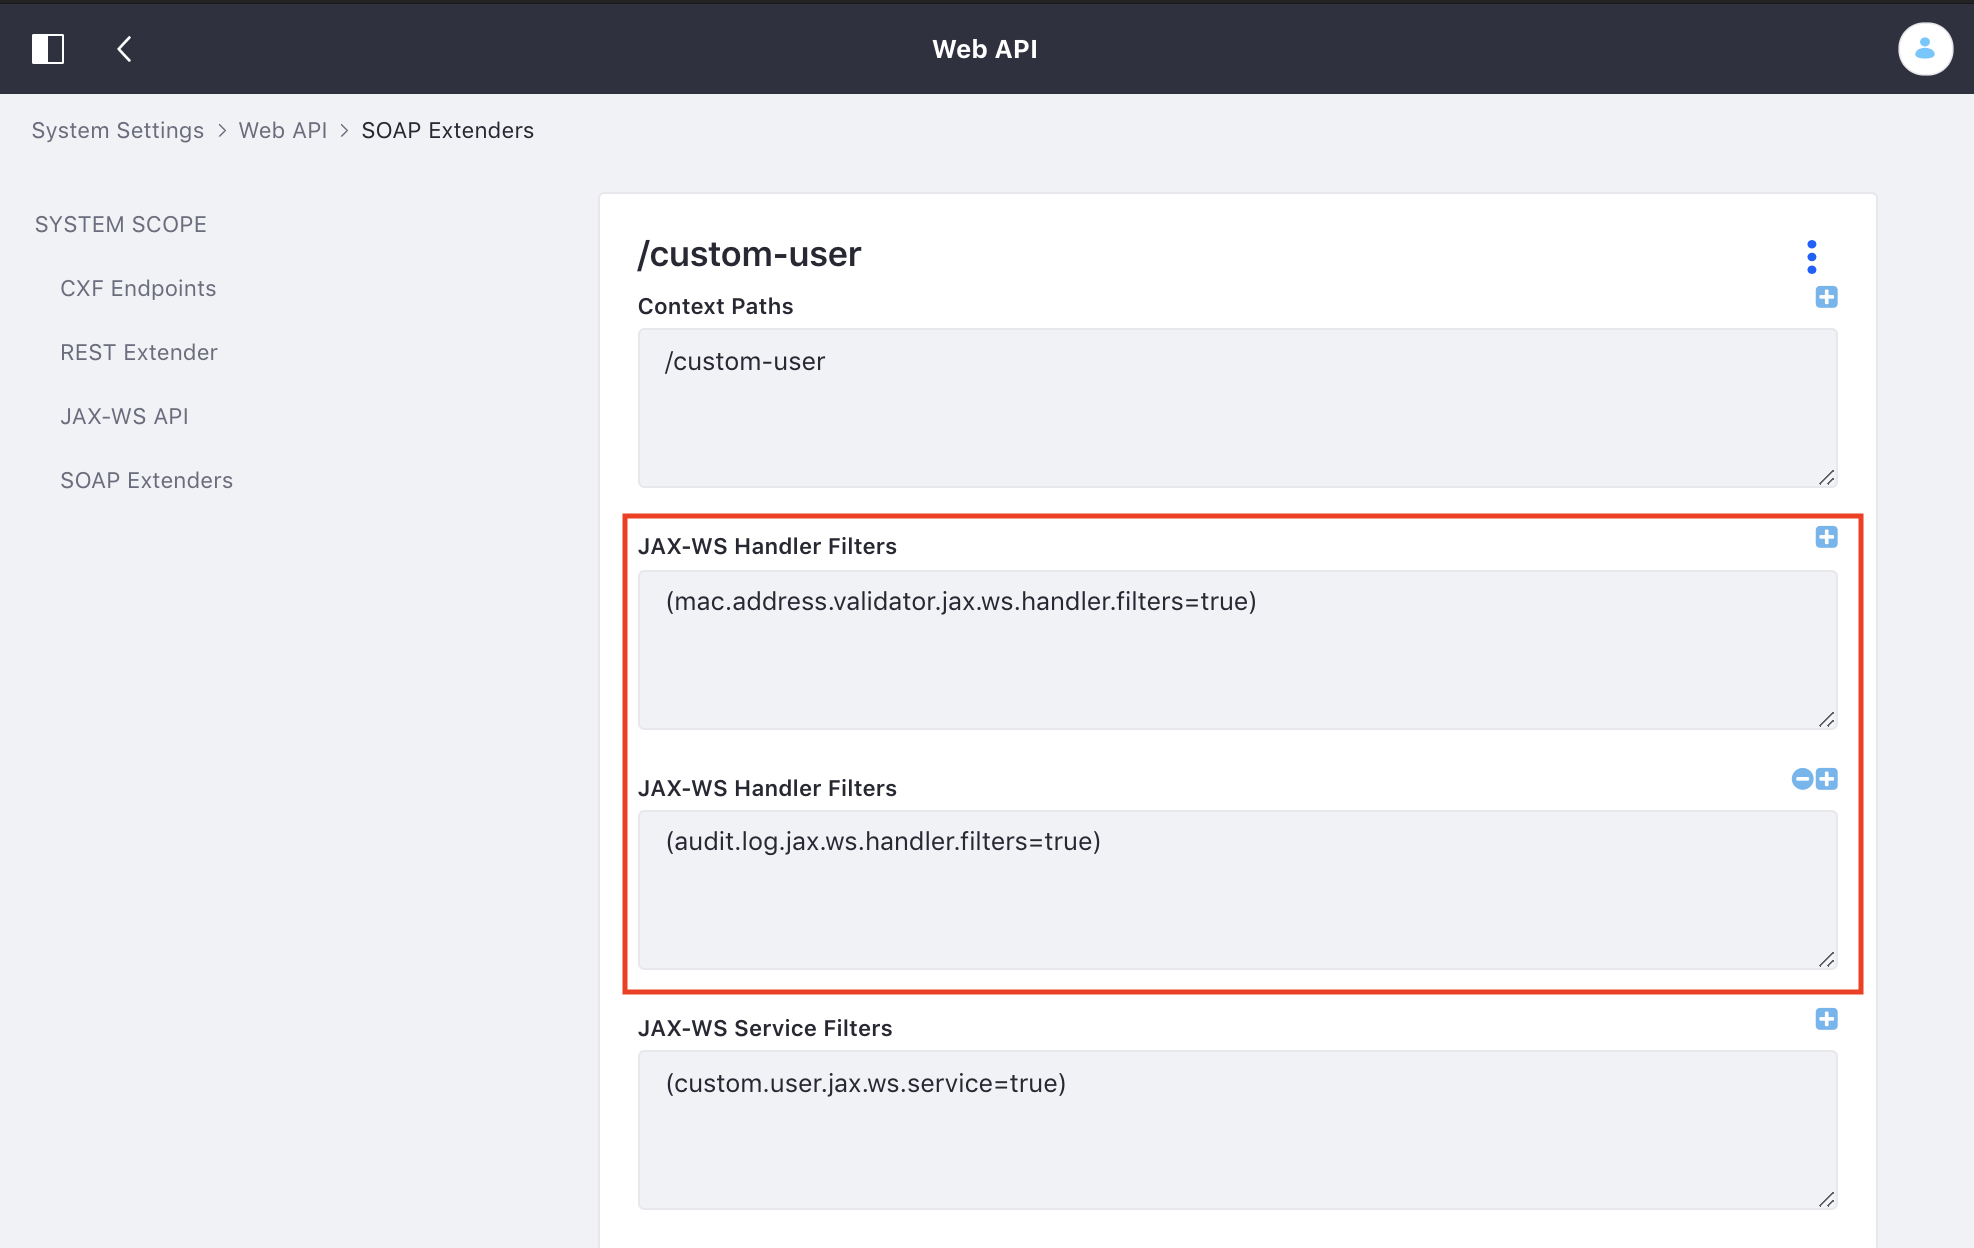 Web API
System Settings > Web API > SOAP Extenders
SYSTEM SCOPE
CXF Endpoints
REST Extender
JAX-WS API
SOAP Extenders
/custom-user
Context Paths
/custom-user
JAX-WS Handler Filters
(mac.address.validator.jax.ws.handler.filters=true)
JAX-WS Handler Filters
(audit.log.jax.ws.handler.filters=true)
JAX-WS Service Filters
(custom.user.jax.ws.service=true)